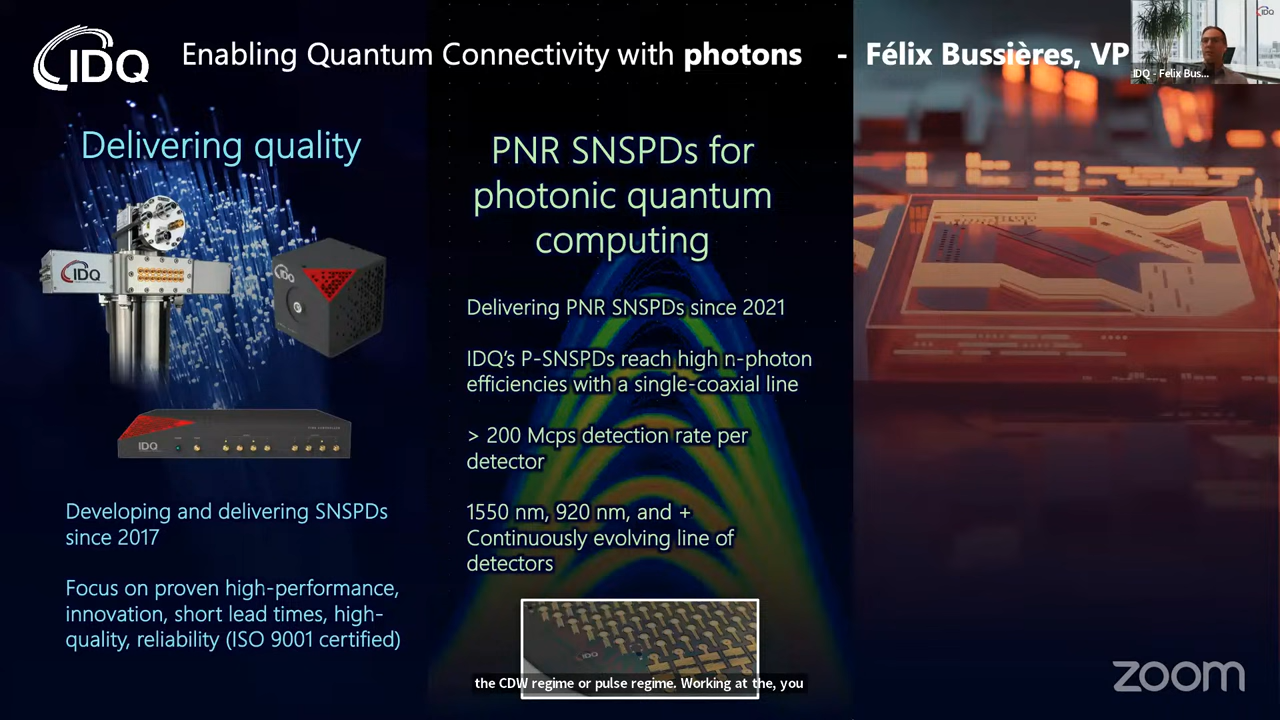 IDQ
Enabling Quantum Connectivity with photons - Félix Bussières, VP
IDQ
IDQ - Felix Bus...
Delivering quality
IDQ
IDQ
IDQ
Developing and delivering SNSPDs
since 2017
Focus on proven high-performance,
innovation, short lead times, high-
quality, reliability (ISO 9001 certified)
PNR SNSPDs for
photonic quantum
computing
Delivering PNR SNSPDs since 2021
IDQ's P-SNSPDs reach high n-photon
efficiencies with a single-coaxial line
> 200 Mcps detection rate per
detector
1550 nm, 920 nm, and +
Continuously evolving line of
detectors
IDQ
the CDW regime or pulse regime. Working at the, you
zoom